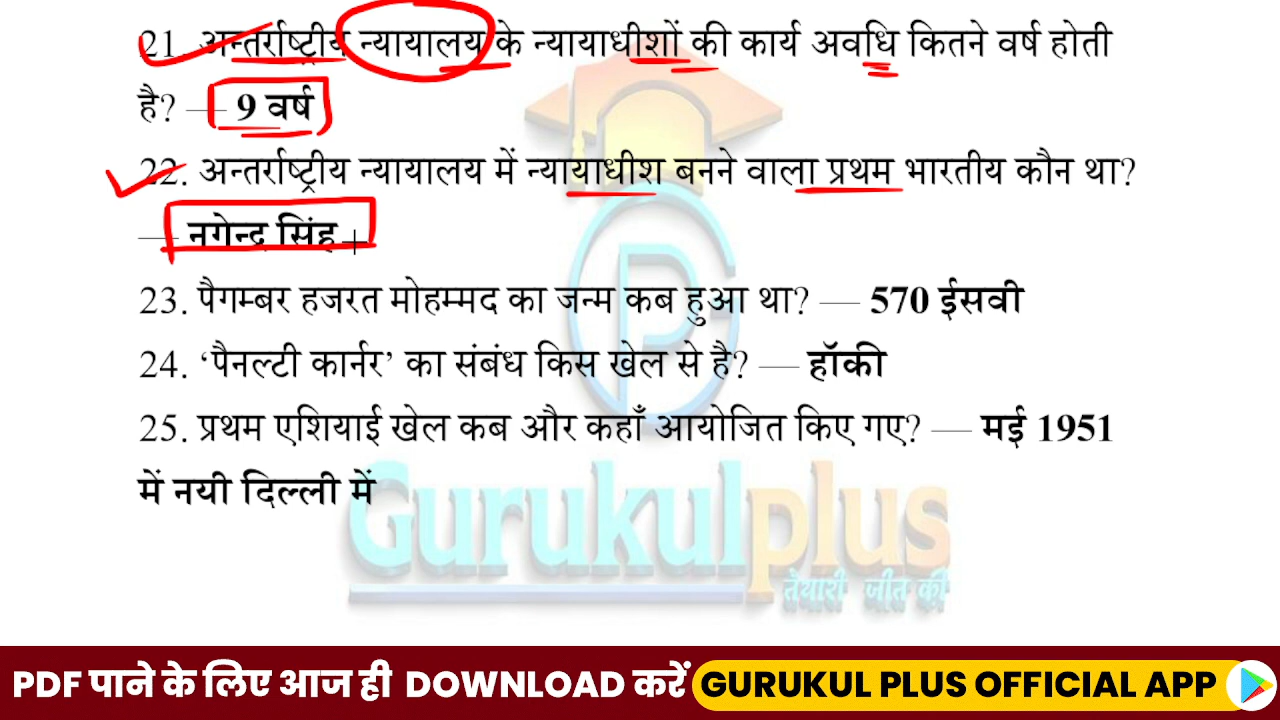 21. अन्तर्राष्ट्रीय न्यायालय के न्यायाधीशों की कार्य अवधि कितने वर्ष होती
है? — 9 वर्ष
22. अन्तर्राष्ट्रीय न्यायालय में न्यायाधीश बनने वाला प्रथम भारतीय कौन था?
— नगेन्द्र सिंह
23. पैगम्बर हजरत मोहम्मद का जन्म कब हुआ था? — 570 ईसवी
24. ‘पैनल्टी कार्नर’ का संबंध किस खेल से है? — हॉकी
25. प्रथम एशियाई खेल कब और कहाँ आयोजित किए गए? — मई 1951
में नयी दिल्ली में
Gurukulplus
तैयारी जीत की
PDF पाने के लिए आज ही DOWNLOAD करें GURUKUL PLUS OFFICIAL APP